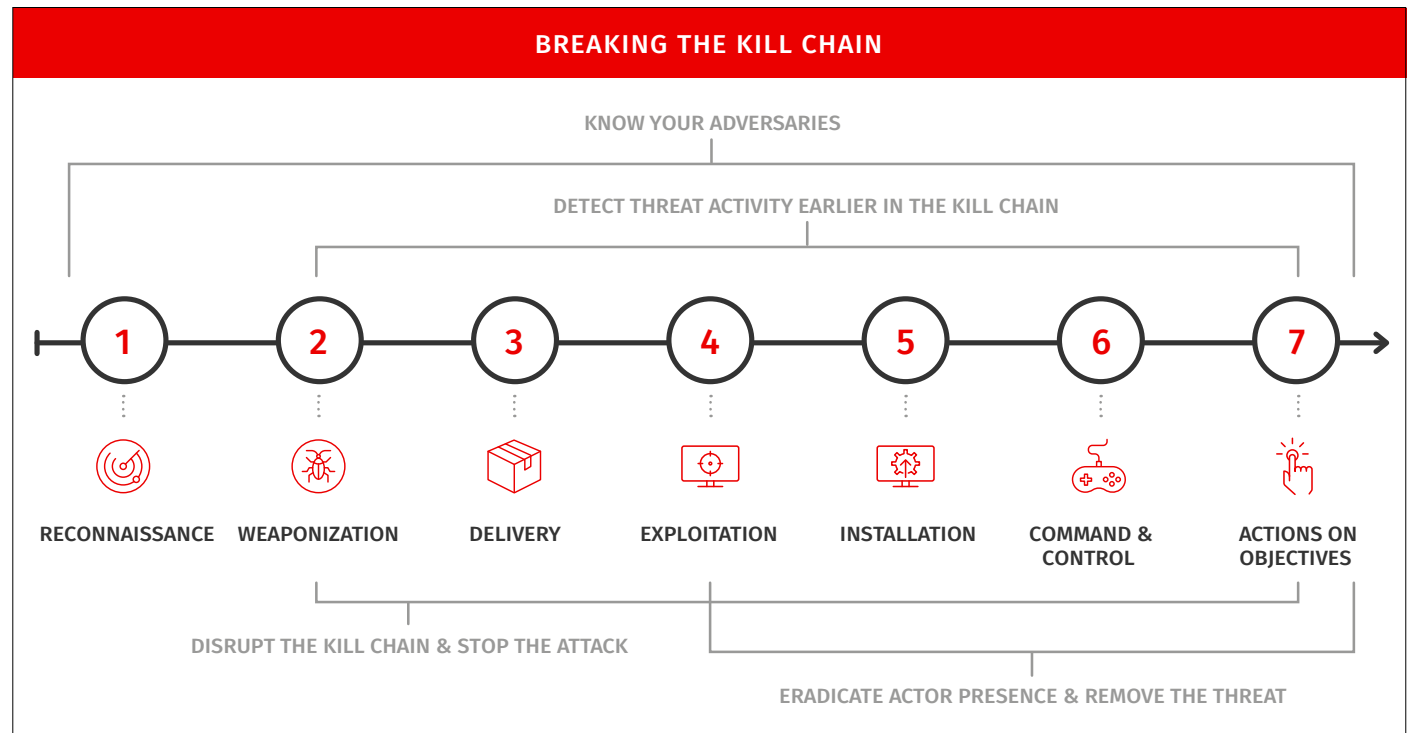 BREAKING THE KILL CHAIN
KNOW YOUR ADVERSARIES
DETECT THREAT ACTIVITY EARLIER IN THE KILL CHAIN
1 2 3 4 5 6 7
RECONNAISSANCE WEAPONIZATION DELIVERY EXPLOITATION INSTALLATION COMMAND & ACTIONS ON
CONTROL OBJECTIVES
DISRUPT THE KILL CHAIN & STOP THE ATTACK
ERADICATE ACTOR PRESENCE & REMOVE THE THREAT